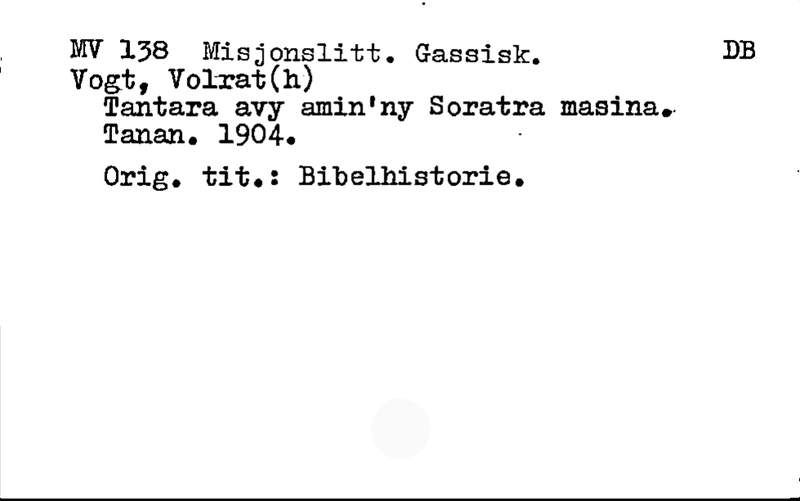 MV 138 Misjonslitt. Gassisk. DB
Vogt, Volrat(h)
Tantara avy amin'ny Soratra masina.
Tanan. 1904.
Orig. tit.: Bibelhistorie.